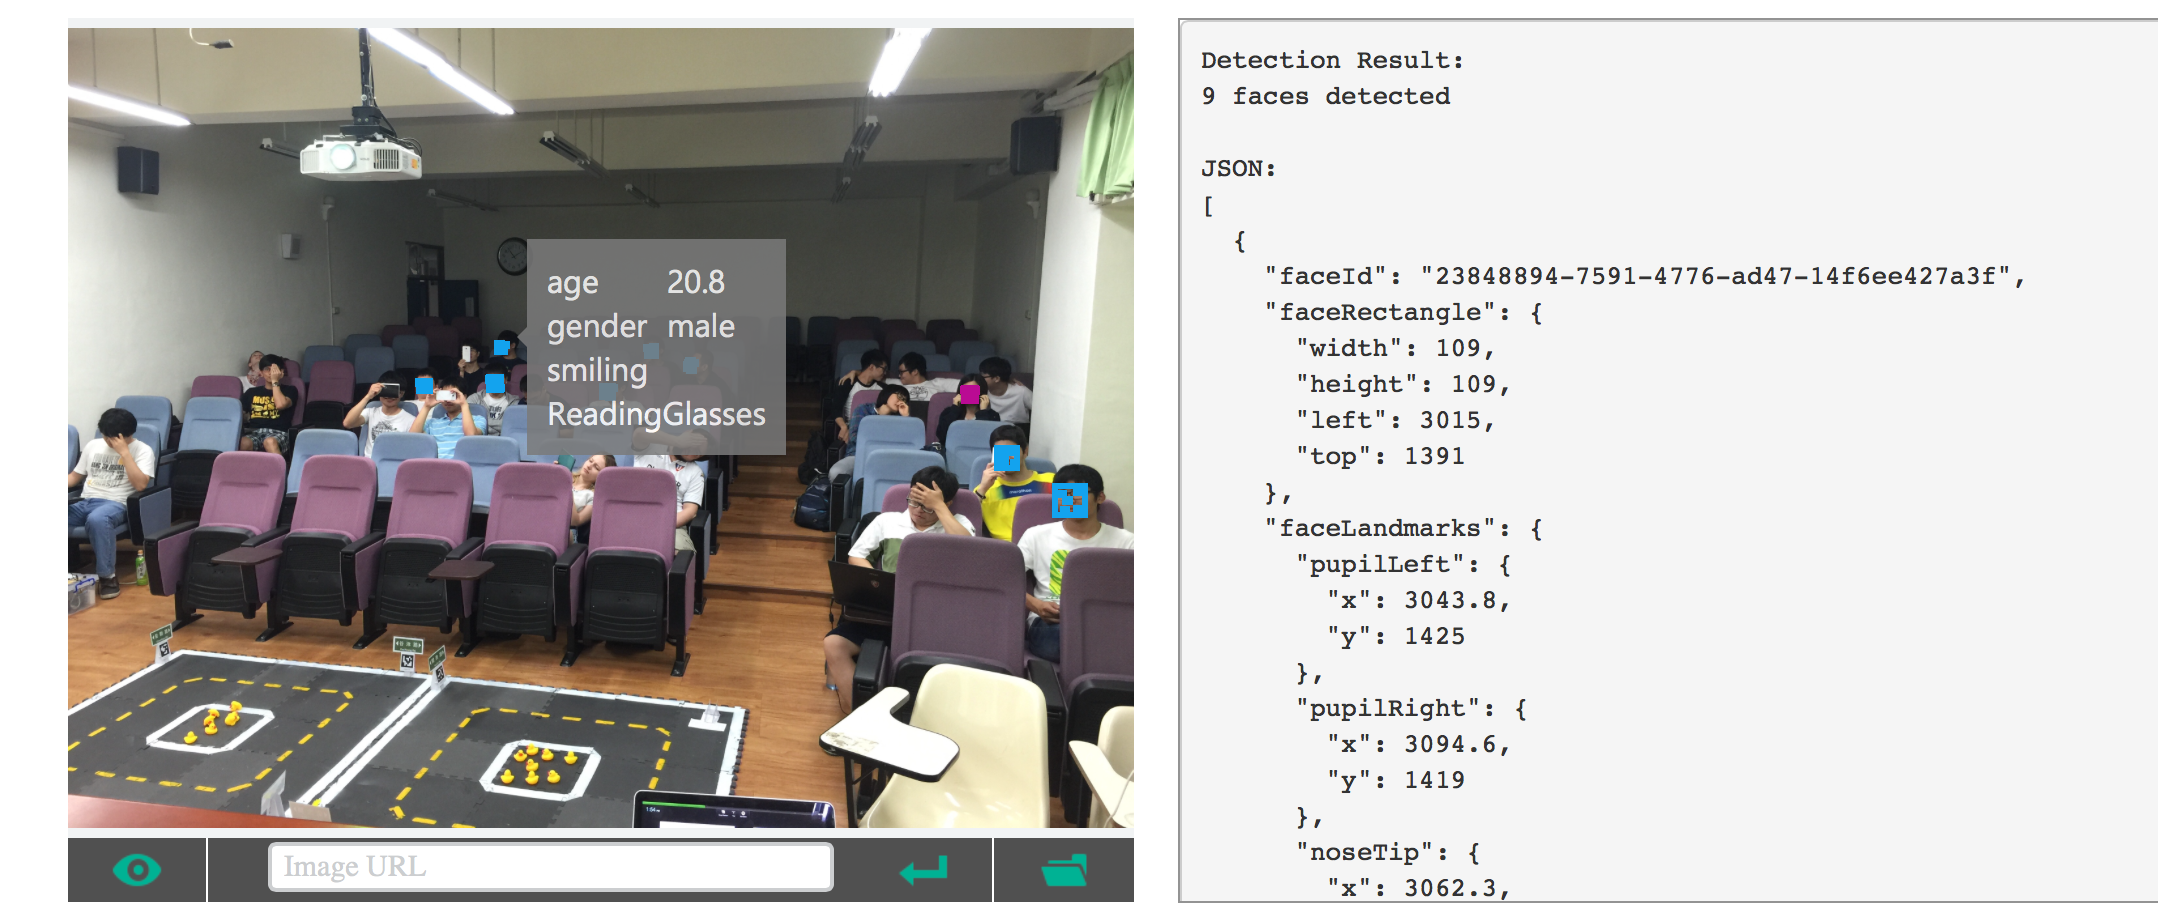 age 20.8
gender male
smiling
ReadingGlasses
Image URL
Detection Result:
9 faces detected
JSON:
[
{
"faceId": "23848894-7591-4776-ad47-14f6ee427a3f",
"faceRectangle": {
"width": 109,
"height": 109,
"left": 3015,
"top": 1391
},
"faceLandmarks": {
"pupilLeft": {
"x": 3043.8,
"y": 1425
},
"pupilRight": {
"x": 3094.6,
"y": 1419
},
"noseTip": {
"x": 3062.3,